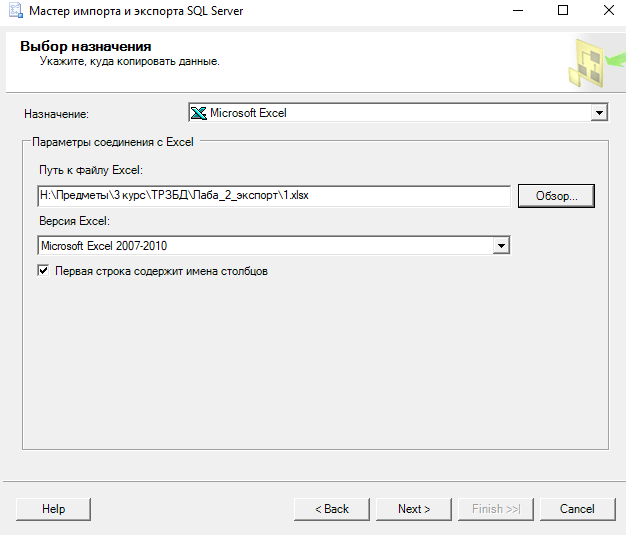 Мастер импорта и экспорта SQL Server
Выбор назначения
Укажите, куда копировать данные.
Назначение:
Microsoft Excel
Параметры соединения с Excel
Путь к файлу Excel:
H:\Предметы\3 курс\ТРЗБД\Лаба_2_экспорт\1.xlsx
Обзор...
Версия Excel:
Microsoft Excel 2007-2010
Первая строка содержит имена столбцов
Help
< Back
Next >
Finish >>|
Cancel